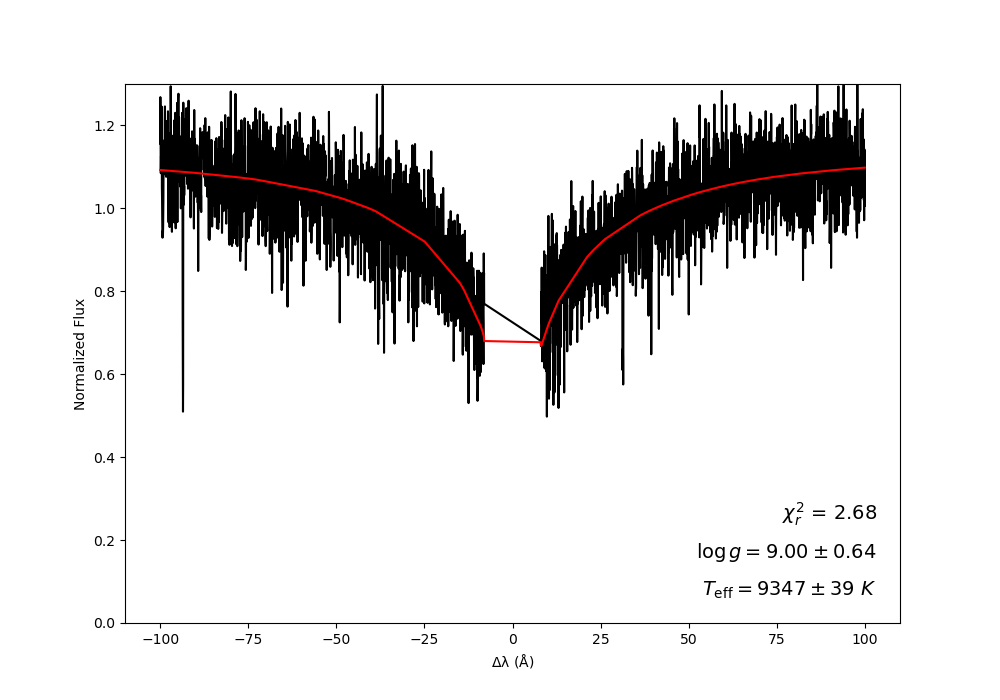 1.2
1.0
0.8
0.6
0.4
0.2
0.0
Normalized Flux
χ²ᵣ = 2.68
log g = 9.00 ± 0.64
T_eff = 9347 ± 39 K
−100 −75 −50 −25 0 25 50 75 100
Δλ (Å)